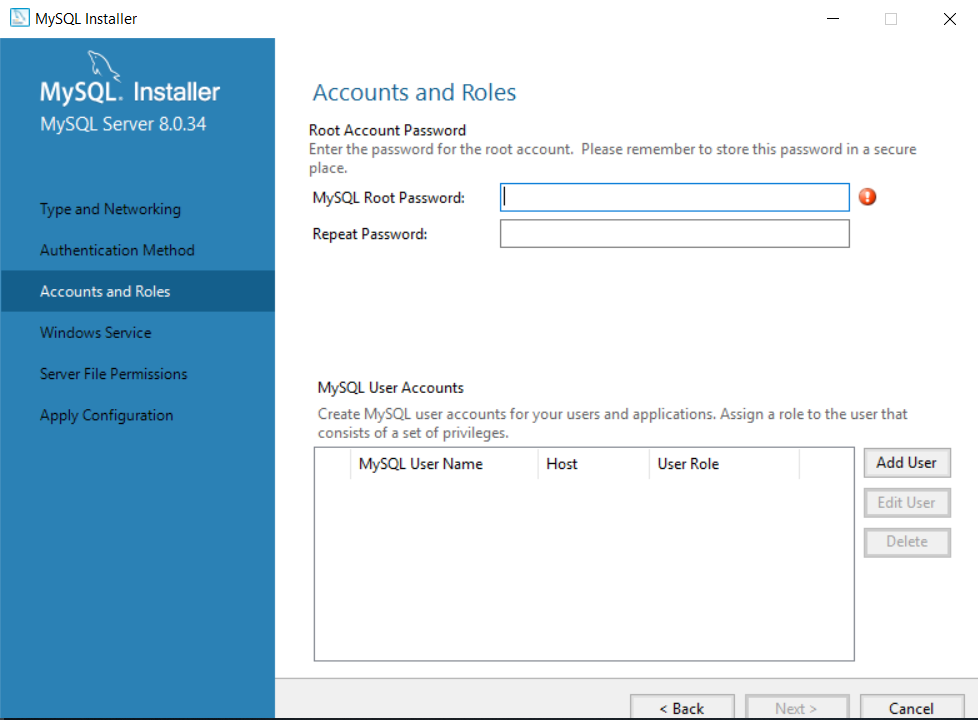 MySQL Installer
MySQL. Installer
MySQL Server 8.0.34
Type and Networking
Authentication Method
Accounts and Roles
Windows Service
Server File Permissions
Apply Configuration
Accounts and Roles
Root Account Password
Enter the password for the root account.  Please remember to store this password in a secure
place.
MySQL Root Password:
Repeat Password:
MySQL User Accounts
Create MySQL user accounts for your users and applications. Assign a role to the user that
consists of a set of privileges.
MySQL User Name Host User Role
Add User
Edit User
Delete
< Back Next > Cancel